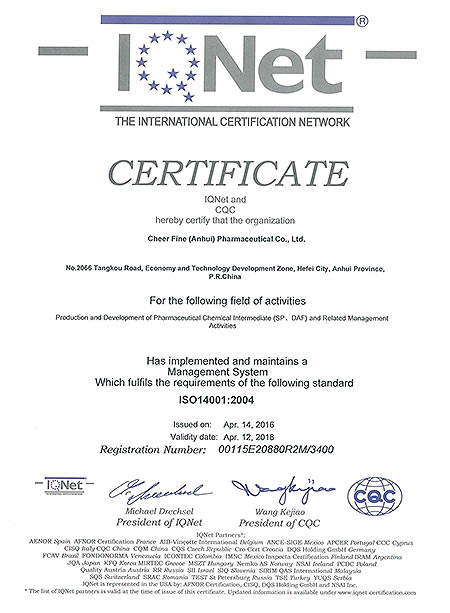 IQNet ®
THE INTERNATIONAL CERTIFICATION NETWORK
CERTIFICATE
IQNet and
CQC
hereby certify that the organization
Cheer Fine (Anhui) Pharmaceutical Co., Ltd.
No.2066 Tangkou Road, Economy and Technology Development Zone, Hefei City, Anhui Province,
P.R.China
For the following field of activities
Production and Development of Pharmaceutical Chemical Intermediate (SP、DAF) and Related Management
Activities
Has implemented and maintains a
Management System
Which fulfils the requirements of the following standard
ISO14001:2004
Issued on: Apr. 14, 2016
Validity date: Apr. 12, 2018
Registration Number: 00115E20880R2M/3400
IQNet
CQC
Michael Drechsel Wang Kejiao
President of IQNet President of CQC
IQNet Partners*:
AENOR Spain AFNOR Certification France AIB-Vinçotte International Belgium ANCE-SIGE Mexico APCER Portugal CCC Cyprus
CISQ Italy CQC China CQM China CQS Czech Republic Cro Cert Croatia DQS Holding GmbH Germany
FCAV Brazil FONDONORMA Venezuela ICONTEC Colombia IMNC Mexico Inspecta Certification Finland IRAM Argentina
JQA Japan KFQ Korea MIRTEC Greece MSZT Hungary Nemko AS Norway NSAI Ireland PCBC Poland
Quality Austria Austria RR Russia SII Israel SIQ Slovenia SIRIM QAS International Malaysia
SQS Switzerland SRAC Romania TEST St Petersburg Russia TSE Turkey YUQS Serbia
IQNet is represented in the USA by: AFNOR Certification, CISQ, DQS Holding GmbH and NSAI Inc.
* The list of IQNet partners is valid at the time of issue of this certificate. Updated information is available under www.iqnet-certification.com